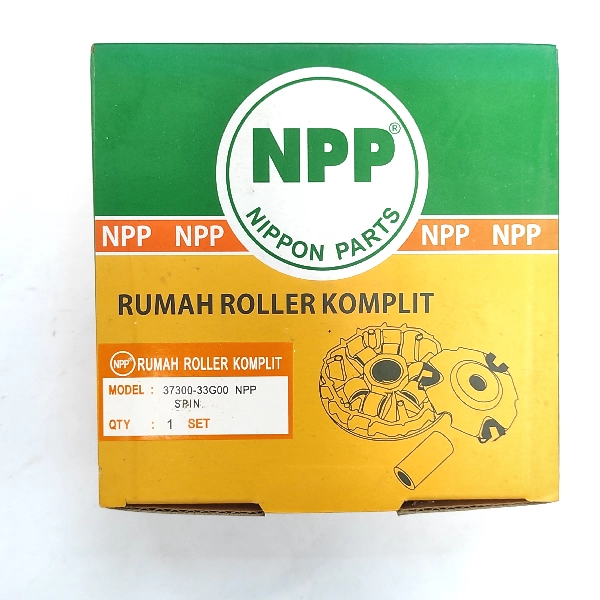 NPP®
NIPPON PARTS
NPP NPP NPP NPP
RUMAH ROLLER KOMPLIT
NPP RUMAH ROLLER KOMPLIT
MODEL : 37300-33G00 NPP
SPIN
QTY : 1 SET